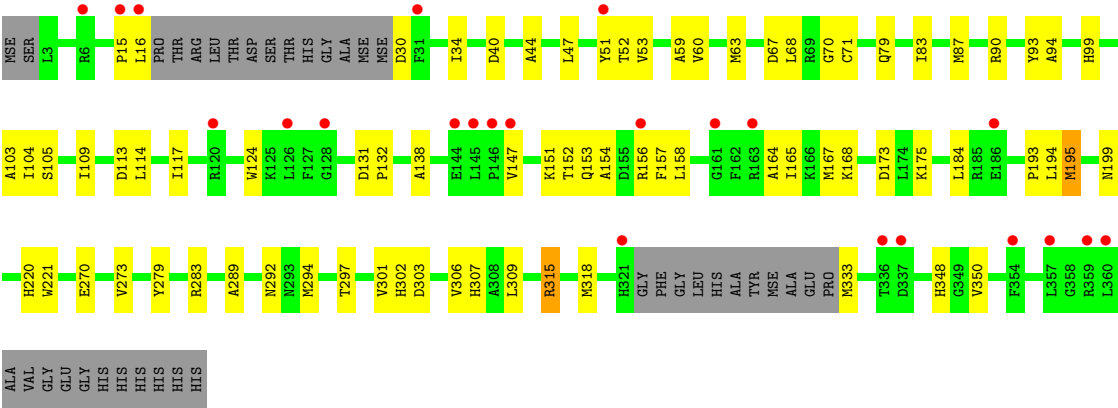 MSE SER L3 R6 P15 L16 PRO THR ARG LEU THR ASP SER THR HIS GLY ALA MSE MSE D30 F31 I34 D40 A44 L47 Y51 T52 V53 A59 V60 M63 D67 L68 R69 G70 C71 Q79 I83 M87 R90 Y93 A94 H99
A103 I104 S105 I109 D113 L114 I117 R120 W124 K125 L126 F127 G128 D131 P132 A138 E144 L145 P146 V147 K151 T152 Q153 A154 D155 R156 F157 L158 G161 F162 R163 A164 I165 K166 M167 K168 D173 L174 K175 L184 R185 E186 P193 L194 M195 N199
H220 W221 E270 V273 Y279 R283 A289 N292 N293 M294 T297 V301 H302 D303 V306 H307 A308 L309 R315 M318 H321 GLY PHE GLY LEU HIS ALA TYR MSE ALA GLU PRO M333 T336 D337 H348 G349 V350 F354 L357 G358 R359 L360
ALA VAL GLY GLU GLY HIS HIS HIS HIS HIS HIS